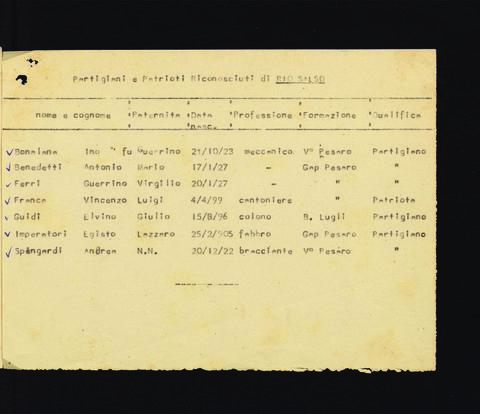 Partigiani e Patrioti Riconosciuti di RIO SALSO
nome e cognome Paternita Data nasc. Professione Formazione Qualifica
Bonaiana Ino fu Guerrino 21/10/23 meccanico V° Pesaro Partigiano
Benedetti Antonio Mario 17/1/27 - Gap Pesaro "
Ferri Guerrino Virgilio 20/1/27 - " "
Franca Vincenzo Luigi 4/4/99 cantoniere " Patriota
Guidi Elvino Giulio 15/8/96 colono B. Lugli Partigiano
Imperatori Egisto Lazzaro 25/2/905 fabbro Gap Pesaro Partigiano
Spangardi Andrea N.N. 20/12/22 bracciante V° Pesaro "